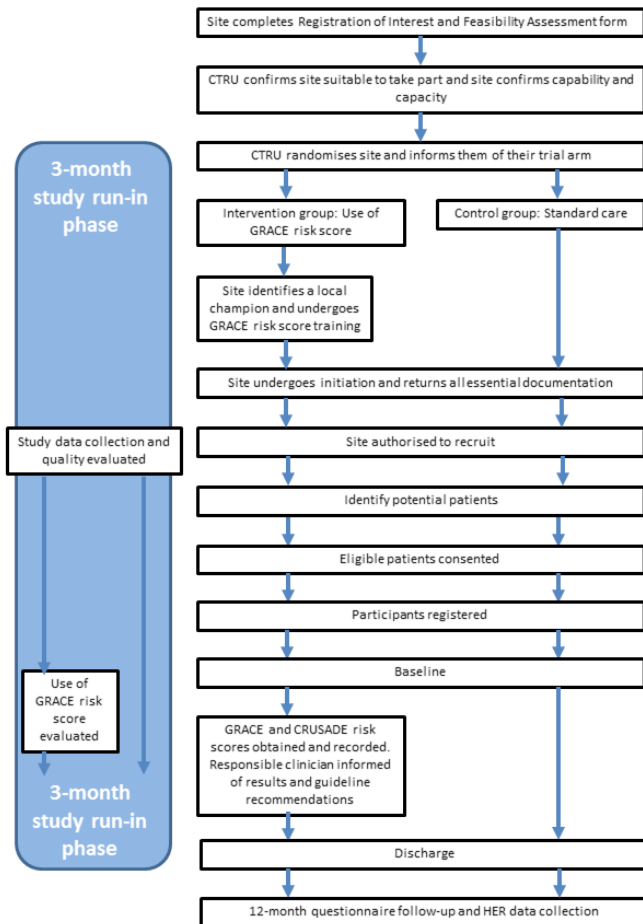 Site completes Registration of Interest and Feasibility Assessment form
CTRU confirms site suitable to take part and site confirms capability and
capacity
CTRU randomises site and informs them of their trial arm
3-month
study run-in
phase
Intervention group: Use of
GRACE risk score
Control group: Standard care
Site identifies a local
champion and undergoes
GRACE risk score training
Site undergoes initiation and returns all essential documentation
Study data collection and
quality evaluated
Site authorised to recruit
Identify potential patients
Eligible patients consented
Participants registered
Baseline
Use of
GRACE risk
score
evaluated
GRACE and CRUSADE risk
scores obtained and recorded.
Responsible clinician informed
of results and guideline
recommendations
3-month
study run-in
phase
Discharge
12-month questionnaire follow-up and HER data collection